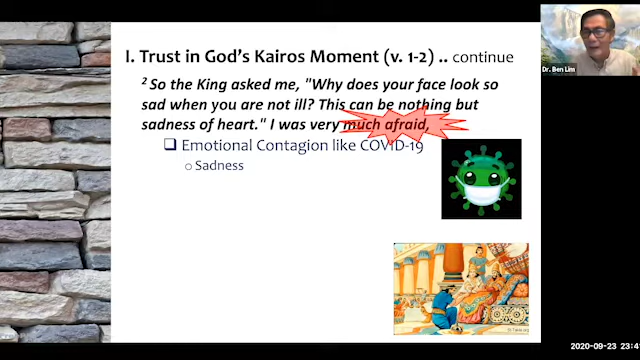 I. Trust in God's Kairos Moment (v. 1-2) .. continue
² So the King asked me, "Why does your face look so
sad when you are not ill? This can be nothing but
sadness of heart." I was very much afraid,
❑ Emotional Contagion like COVID-19
○ Sadness
Dr. Ben Lim
2020-09-23 23:4